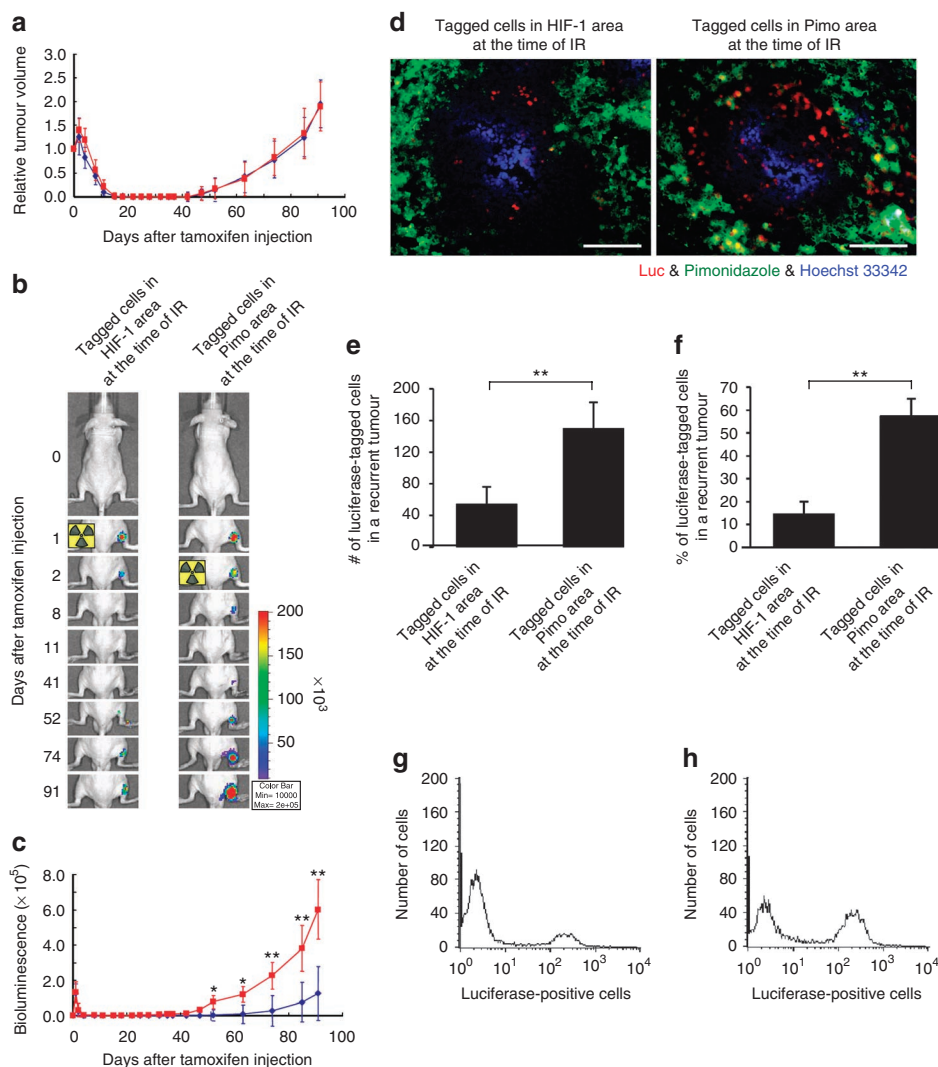 a
Relative tumour volume
2.5
2.0
1.5
1.0
0.5
0.0
0 20 40 60 80 100
Days after tamoxifen injection
b
Tagged cells in
HIF-1 area
at the time of IR
Tagged cells in
Pimo area
at the time of IR
Days after tamoxifen injection
0
1
2
8
11
41
52
74
91
200
150
100
50
×10³
Color Bar
Min= 10000
Max= 2e+05
c
Bioluminescence (× 10⁵)
8.0
6.0
4.0
2.0
0.0
* * ** ** **
0 20 40 60 80 100
Days after tamoxifen injection
d
Tagged cells in HIF-1 area
at the time of IR
Tagged cells in Pimo area
at the time of IR
Luc & Pimonidazole & Hoechst 33342
e
# of luciferase-tagged cells
in a recurrent tumour
200
160
120
80
40
0
**
Tagged cells in
HIF-1 area
at the time of IR
Tagged cells in
Pimo area
at the time of IR
f
% of luciferase-tagged cells
in a recurrent tumour
70
60
50
40
30
20
10
0
**
Tagged cells in
HIF-1 area
at the time of IR
Tagged cells in
Pimo area
at the time of IR
g
Number of cells
200
160
120
80
40
0
10⁰ 10¹ 10² 10³ 10⁴
Luciferase-positive cells
h
Number of cells
200
160
120
80
40
0
10⁰ 10¹ 10² 10³ 10⁴
Luciferase-positive cells